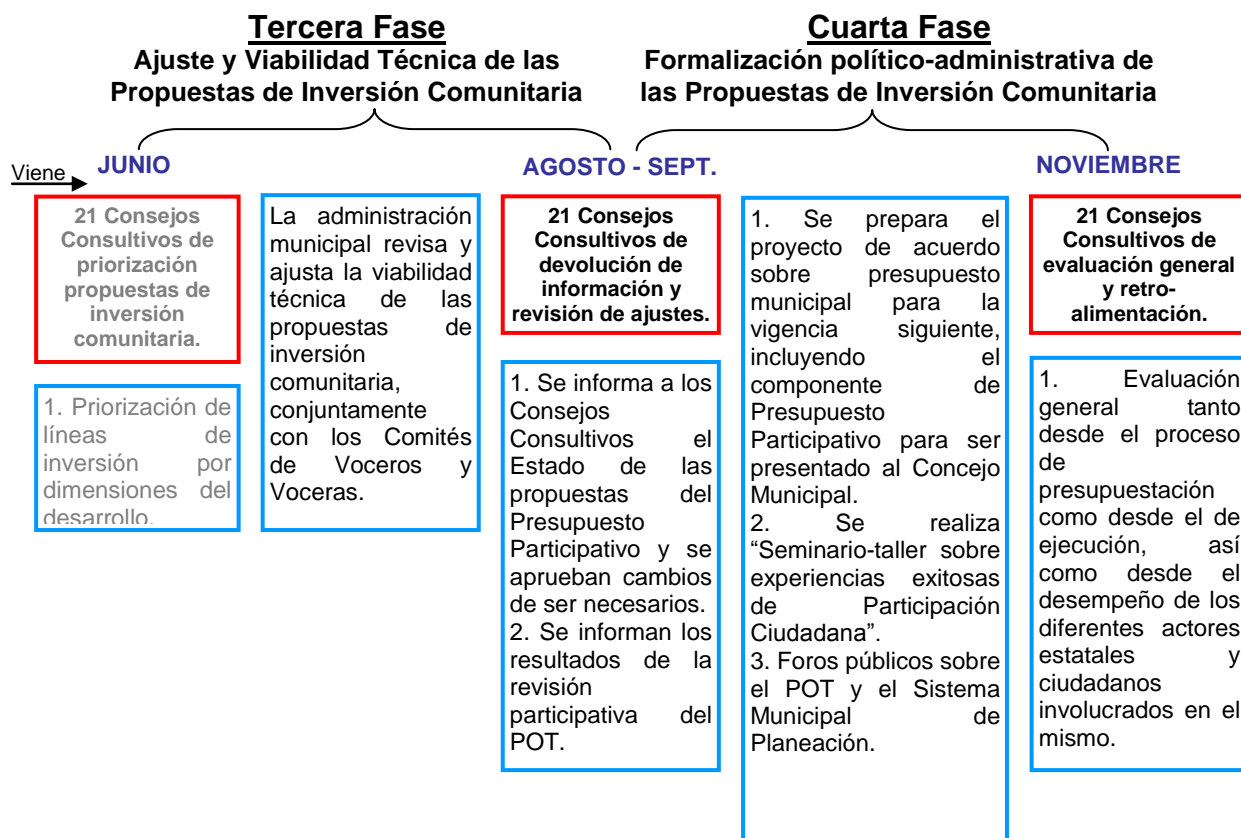 Tercera Fase
Ajuste y Viabilidad Técnica de las
Propuestas de Inversión Comunitaria
Cuarta Fase
Formalización político-administrativa de
las Propuestas de Inversión Comunitaria
Viene
JUNIO
21 Consejos
Consultivos de
priorización
propuestas de
inversión
comunitaria.
1. Priorización de
líneas de
inversión por
dimensiones del
desarrollo.
La administración
municipal revisa y
ajusta la viabilidad
técnica de las
propuestas de
inversión
comunitaria,
conjuntamente
con los Comités
de Voceros y
Voceras.
AGOSTO - SEPT.
21 Consejos
Consultivos de
devolución de
información y
revisión de ajustes.
1. Se informa a los
Consejos
Consultivos el
Estado de las
propuestas del
Presupuesto
Participativo y se
aprueban cambios
de ser necesarios.
2. Se informan los
resultados de la
revisión
participativa del
POT.
1. Se prepara el
proyecto de acuerdo
sobre presupuesto
municipal para la
vigencia siguiente,
incluyendo el
componente de
Presupuesto
Participativo para ser
presentado al Concejo
Municipal.
2. Se realiza
“Seminario-taller sobre
experiencias exitosas
de Participación
Ciudadana”.
3. Foros públicos sobre
el POT y el Sistema
Municipal de
Planeación.
NOVIEMBRE
21 Consejos
Consultivos de
evaluación general
y retro-
alimentación.
1. Evaluación
general tanto
desde el proceso
de
presupuestación
como desde el de
ejecución, así
como desde el
desempeño de los
diferentes actores
estatales y
ciudadanos
involucrados en el
mismo.